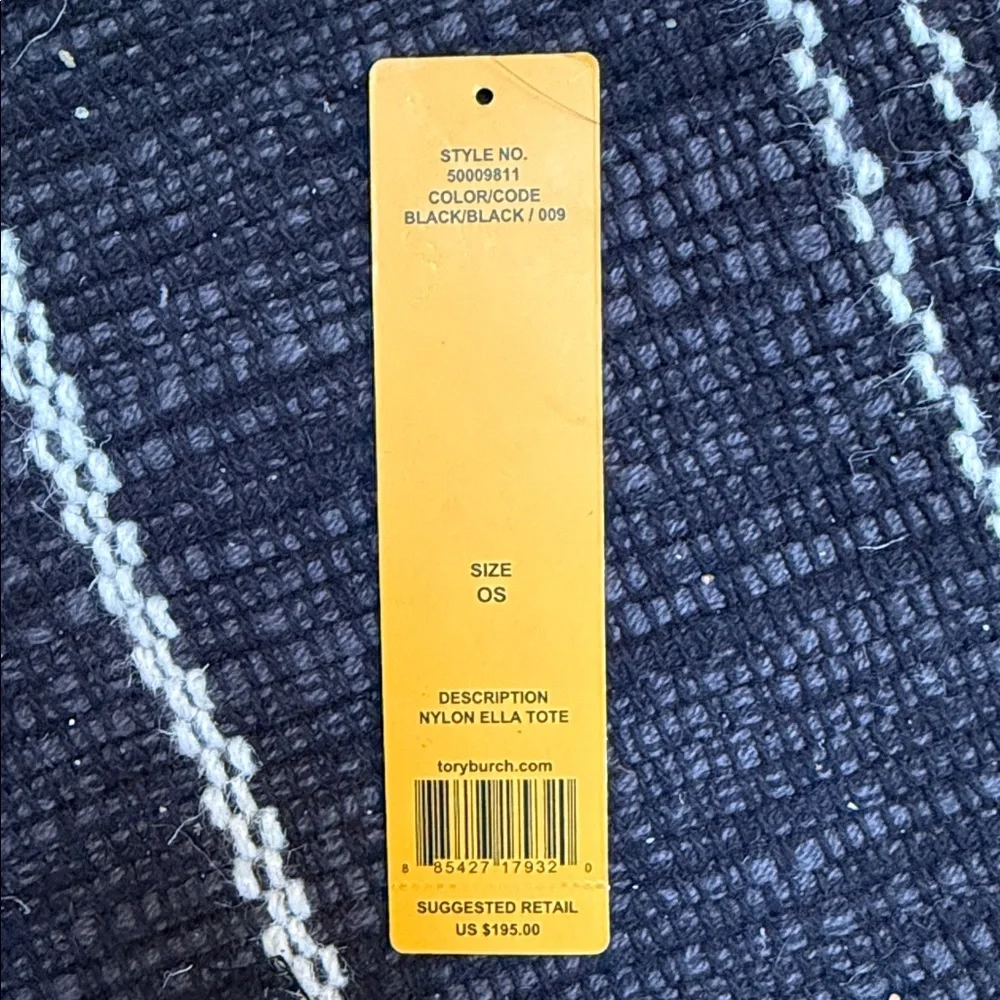 STYLE NO.
50009811
COLOR/CODE
BLACK/BLACK / 009
SIZE
OS
DESCRIPTION
NYLON ELLA TOTE
toryburch.com
8 85427 17932 0
SUGGESTED RETAIL
US $195.00